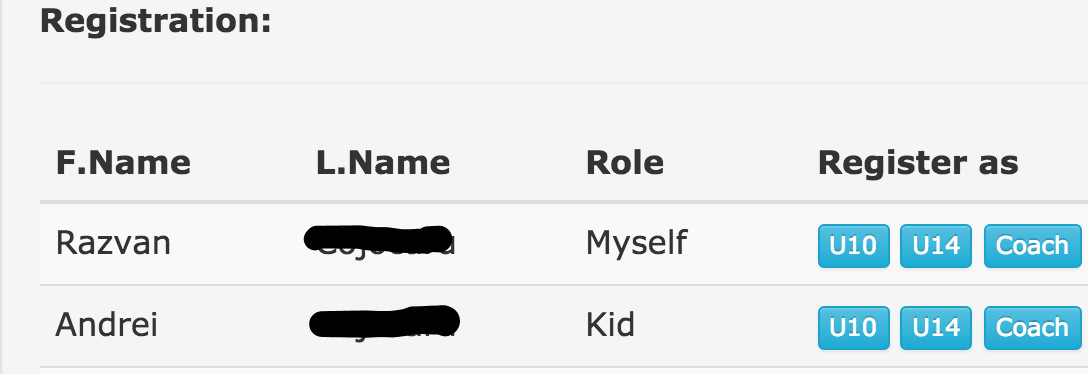 Registration:
F.Name L.Name Role Register as
Razvan Myself U10 U14 Coach
Andrei Kid U10 U14 Coach